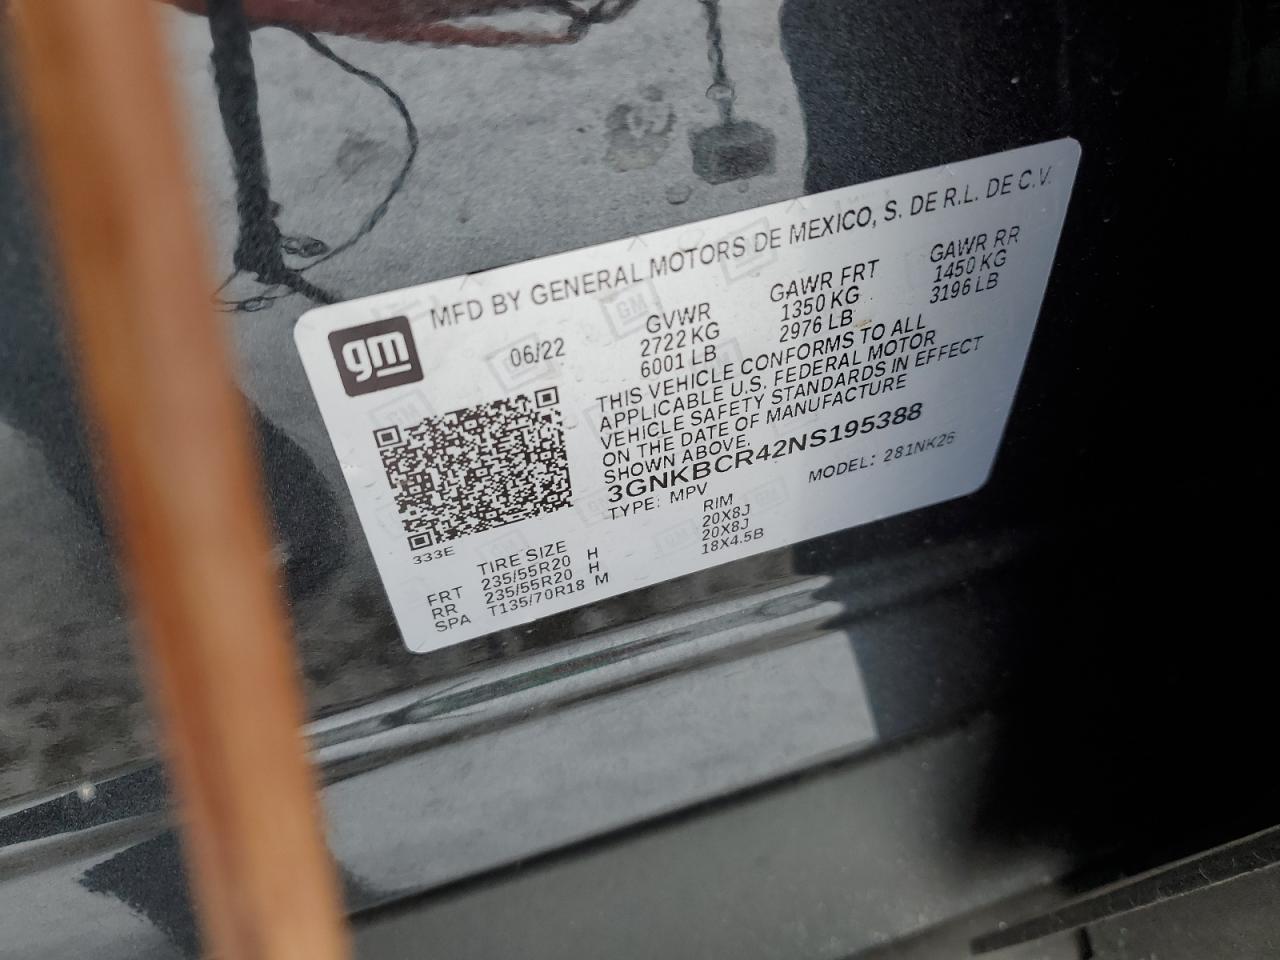 MFD BY GENERAL MOTORS DE MEXICO, S. DE R.L. DE C.V.
gm
06/22
GVWR
2722 KG
6001 LB
GAWR FRT
1350 KG
2976 LB
GAWR RR
1450 KG
3196 LB
THIS VEHICLE CONFORMS TO ALL
APPLICABLE U.S. FEDERAL MOTOR
VEHICLE SAFETY STANDARDS IN EFFECT
ON THE DATE OF MANUFACTURE
SHOWN ABOVE.
3GNKBCR42NS195388
TYPE: MPV
MODEL: 281NK26
333E
TIRE SIZE RIM
FRT 235/55R20 H 20X8J
RR 235/55R20 H 20X8J
SPA T135/70R18 M 18X4.5B